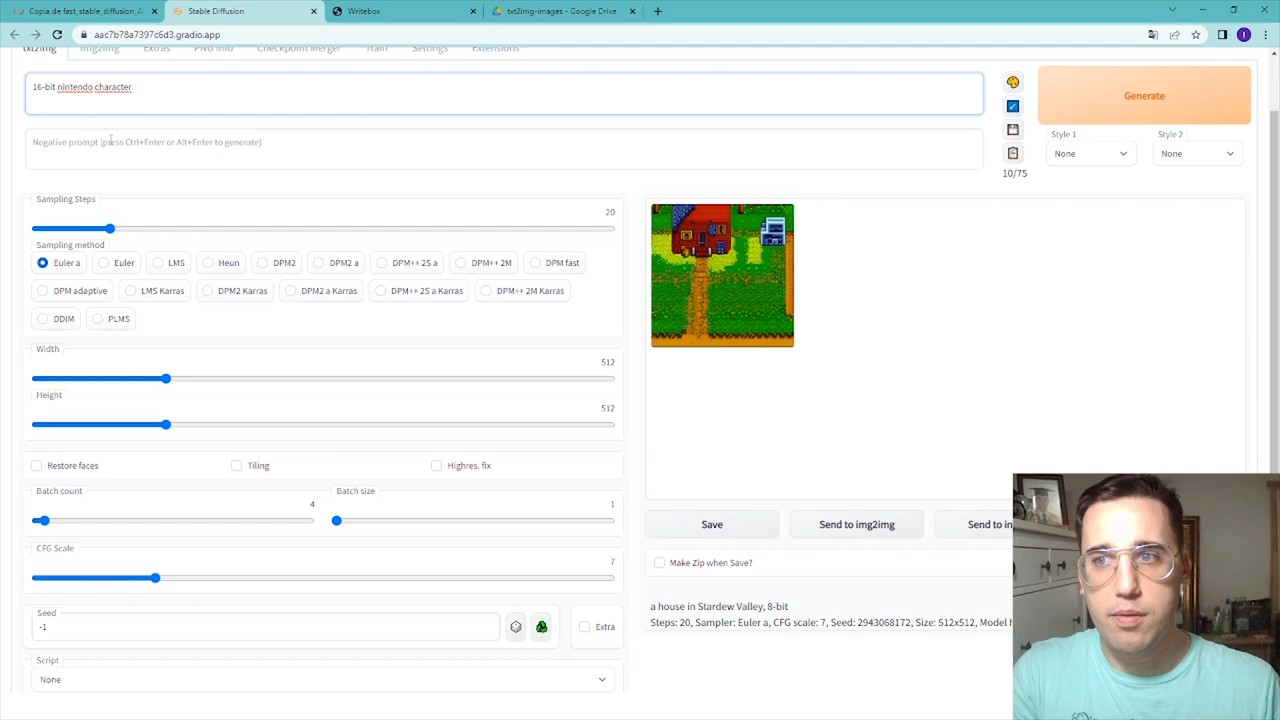 Copia de fast_stable_diffusion_A
Stable Diffusion
Writebox
txt2img-images - Google Drive
aac7b78a7397c6d3.gradio.app
txt2img
img2img
Extras
PNG Info
Checkpoint Merger
Train
Settings
Extensions
16-bit nintendo character
Negative prompt (press Ctrl+Enter or Alt+Enter to generate)
Generate
Style 1
Style 2
None
None
10/75
Sampling Steps
20
Sampling method
Euler a
Euler
LMS
Heun
DPM2
DPM2 a
DPM++ 2S a
DPM++ 2M
DPM fast
DPM adaptive
LMS Karras
DPM2 Karras
DPM2 a Karras
DPM++ 2S a Karras
DPM++ 2M Karras
DDIM
PLMS
Width
512
Height
512
Restore faces
Tiling
Highres. fix
Batch count
4
Batch size
1
CFG Scale
7
Seed
-1
Extra
Script
None
Save
Send to img2img
Send to in
Make Zip when Save?
a house in Stardew Valley, 8-bit
Steps: 20, Sampler: Euler a, CFG scale: 7, Seed: 2943068172, Size: 512x512, Model h